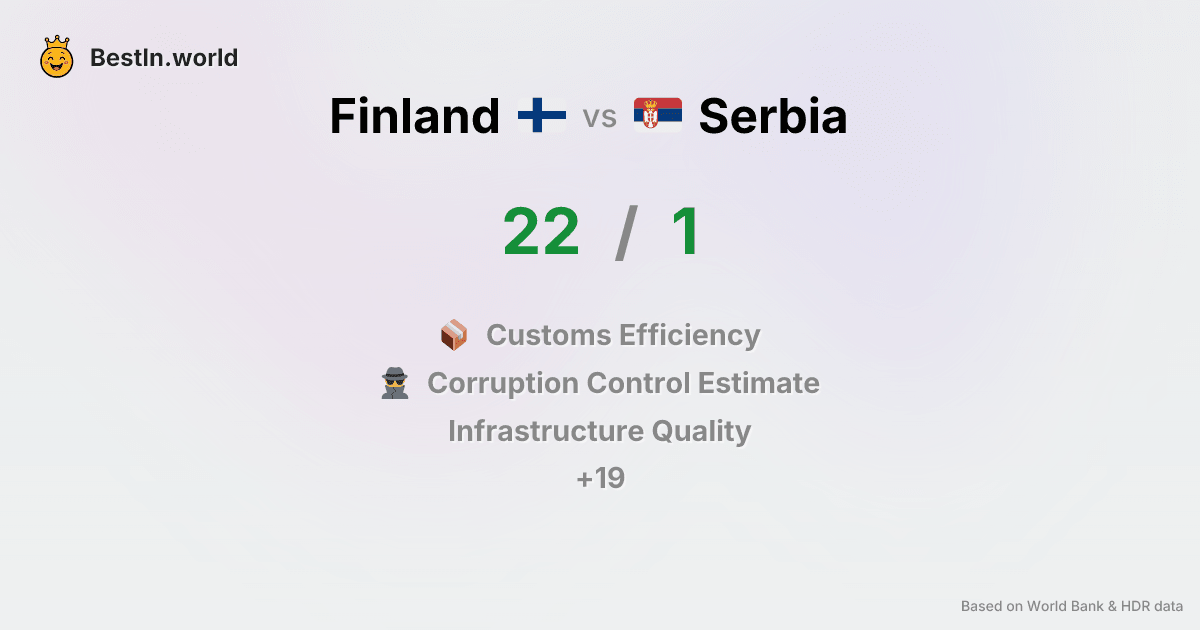 BestIn.world
Finland vs Serbia
22 / 1
Customs Efficiency
Corruption Control Estimate
Infrastructure Quality
+19
Based on World Bank & HDR data